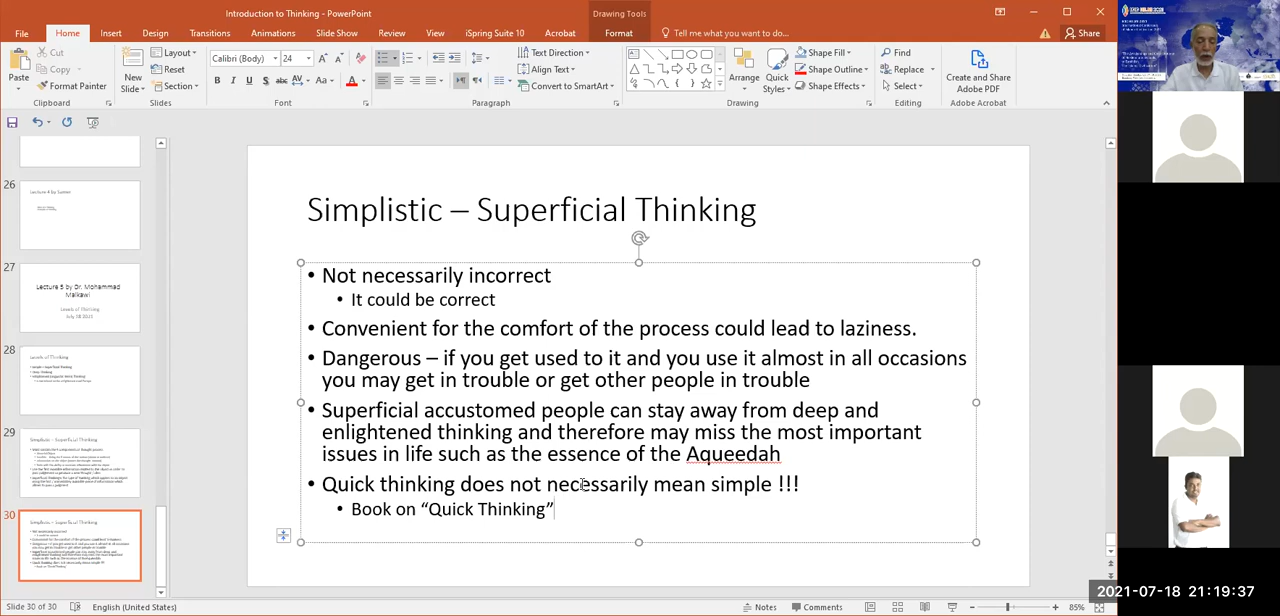 Introduction to Thinking - PowerPoint
Drawing Tools
File Home Insert Design Transitions Animations Slide Show Review View iSpring Suite 10 Acrobat Format Tell me what you want to do... Share
Paste
Cut
Copy
Format Painter
Clipboard
New Slide
Layout
Reset
Section
Slides
Calibri (Body) 24
B I U S abc AV Aa A
Font
Text Direction
Align Text
Convert to SmartArt
Paragraph
Arrange
Quick Styles
Shape Fill
Shape Outline
Shape Effects
Drawing
Find
Replace
Select
Editing
Create and Share
Adobe PDF
Adobe Acrobat
26
27
Lecture 5 by Dr. Mohammad
Malkawi
Levels of Thinking
July 18 2021
28
Levels of Thinking
29
Simplistic – Superficial Thinking
30
Simplistic – Superficial Thinking
Simplistic – Superficial Thinking
• Not necessarily incorrect
• It could be correct
• Convenient for the comfort of the process could lead to laziness.
• Dangerous – if you get used to it and you use it almost in all occasions
you may get in trouble or get other people in trouble
• Superficial accustomed people can stay away from deep and
enlightened thinking and therefore may miss the most important
issues in life such as the essence of the Aqueedah
• Quick thinking does not necessarily mean simple !!!
• Book on “Quick Thinking”
2021-07-18 21:19:37
Slide 30 of 30 English (United States) Notes Comments 85%